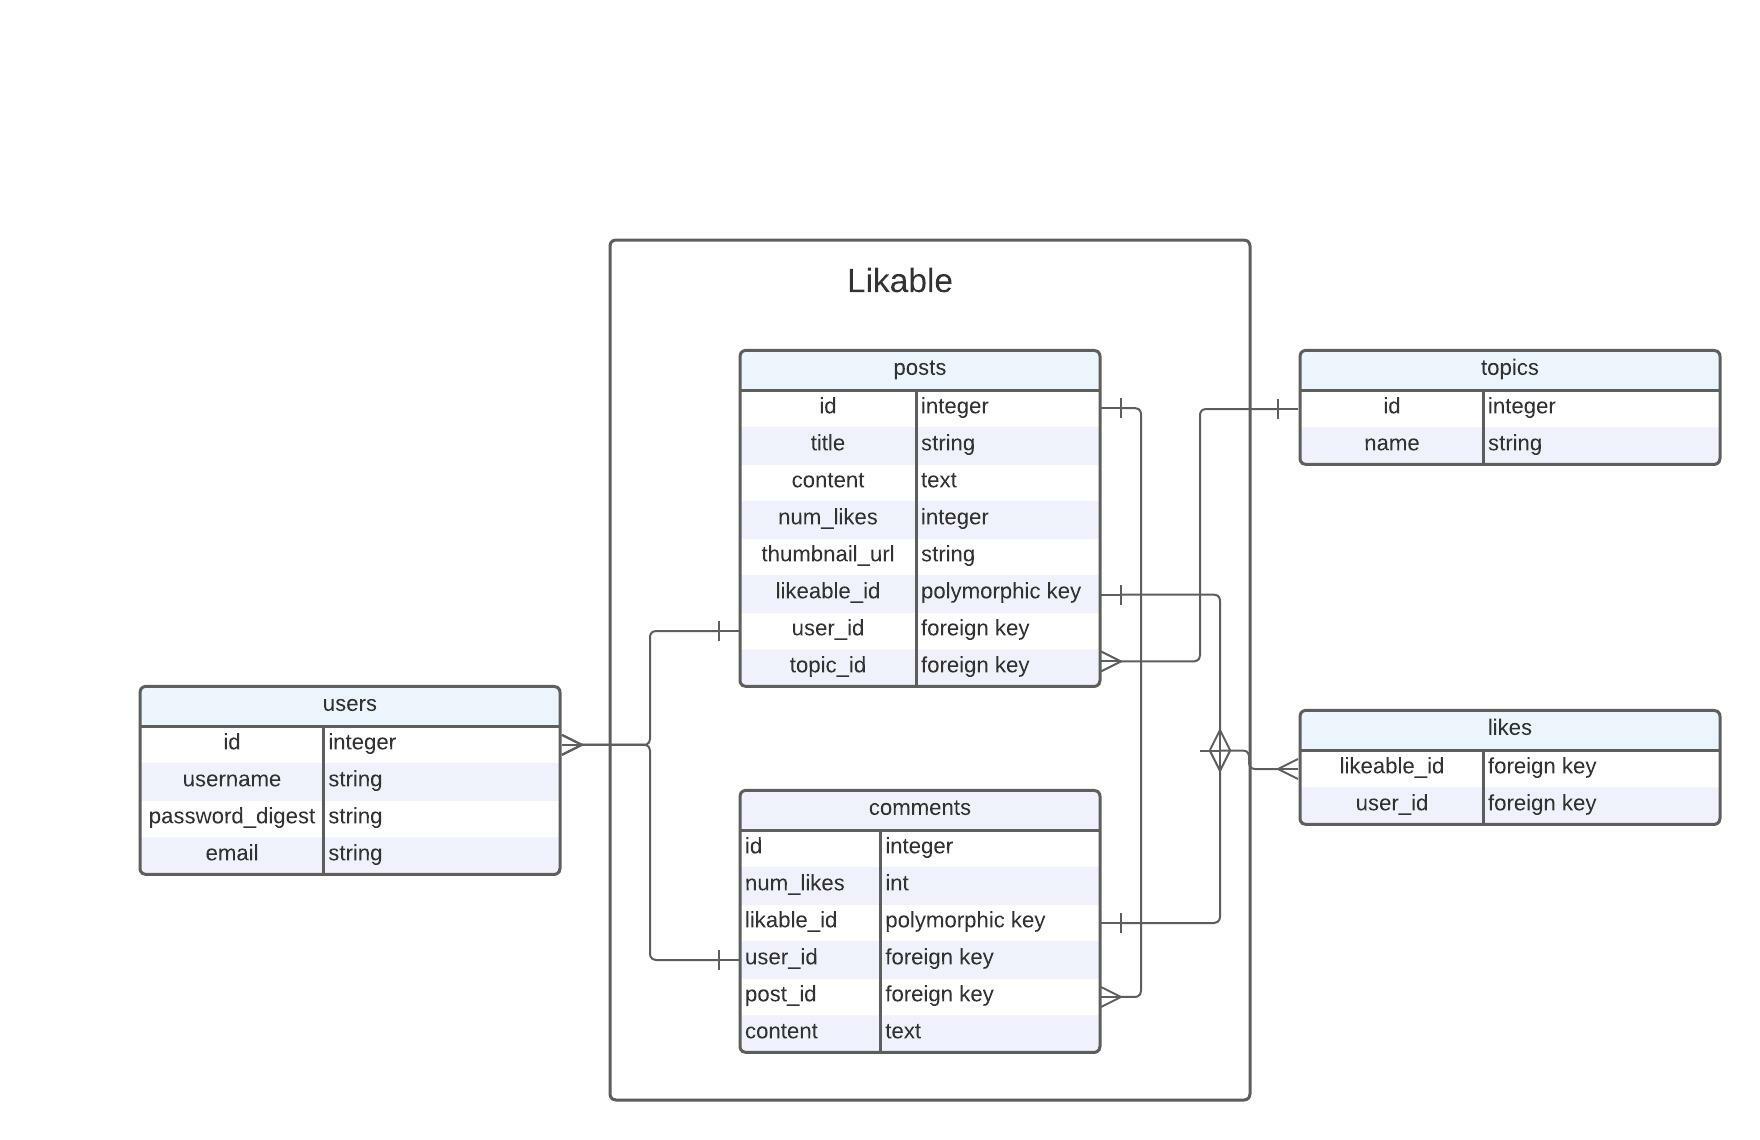 Likable
posts
id integer
title string
content text
num_likes integer
thumbnail_url string
likeable_id polymorphic key
user_id foreign key
topic_id foreign key
topics
id integer
name string
users
id integer
username string
password_digest string
email string
comments
id integer
num_likes int
likable_id polymorphic key
user_id foreign key
post_id foreign key
content text
likes
likeable_id foreign key
user_id foreign key